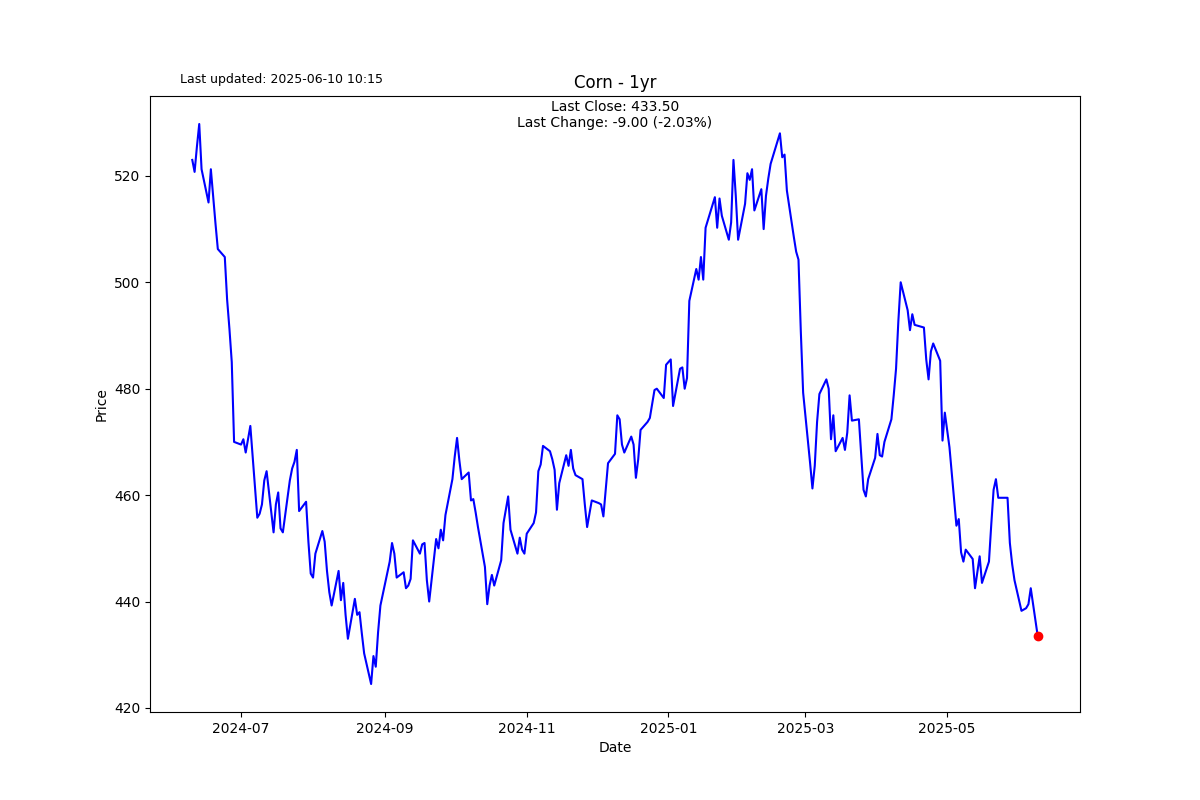 Last updated: 2025-06-10 10:15
Corn - 1yr
Last Close: 433.50
Last Change: -9.00 (-2.03%)
Price
520
500
480
460
440
420
2024-07
2024-09
2024-11
2025-01
2025-03
2025-05
Date